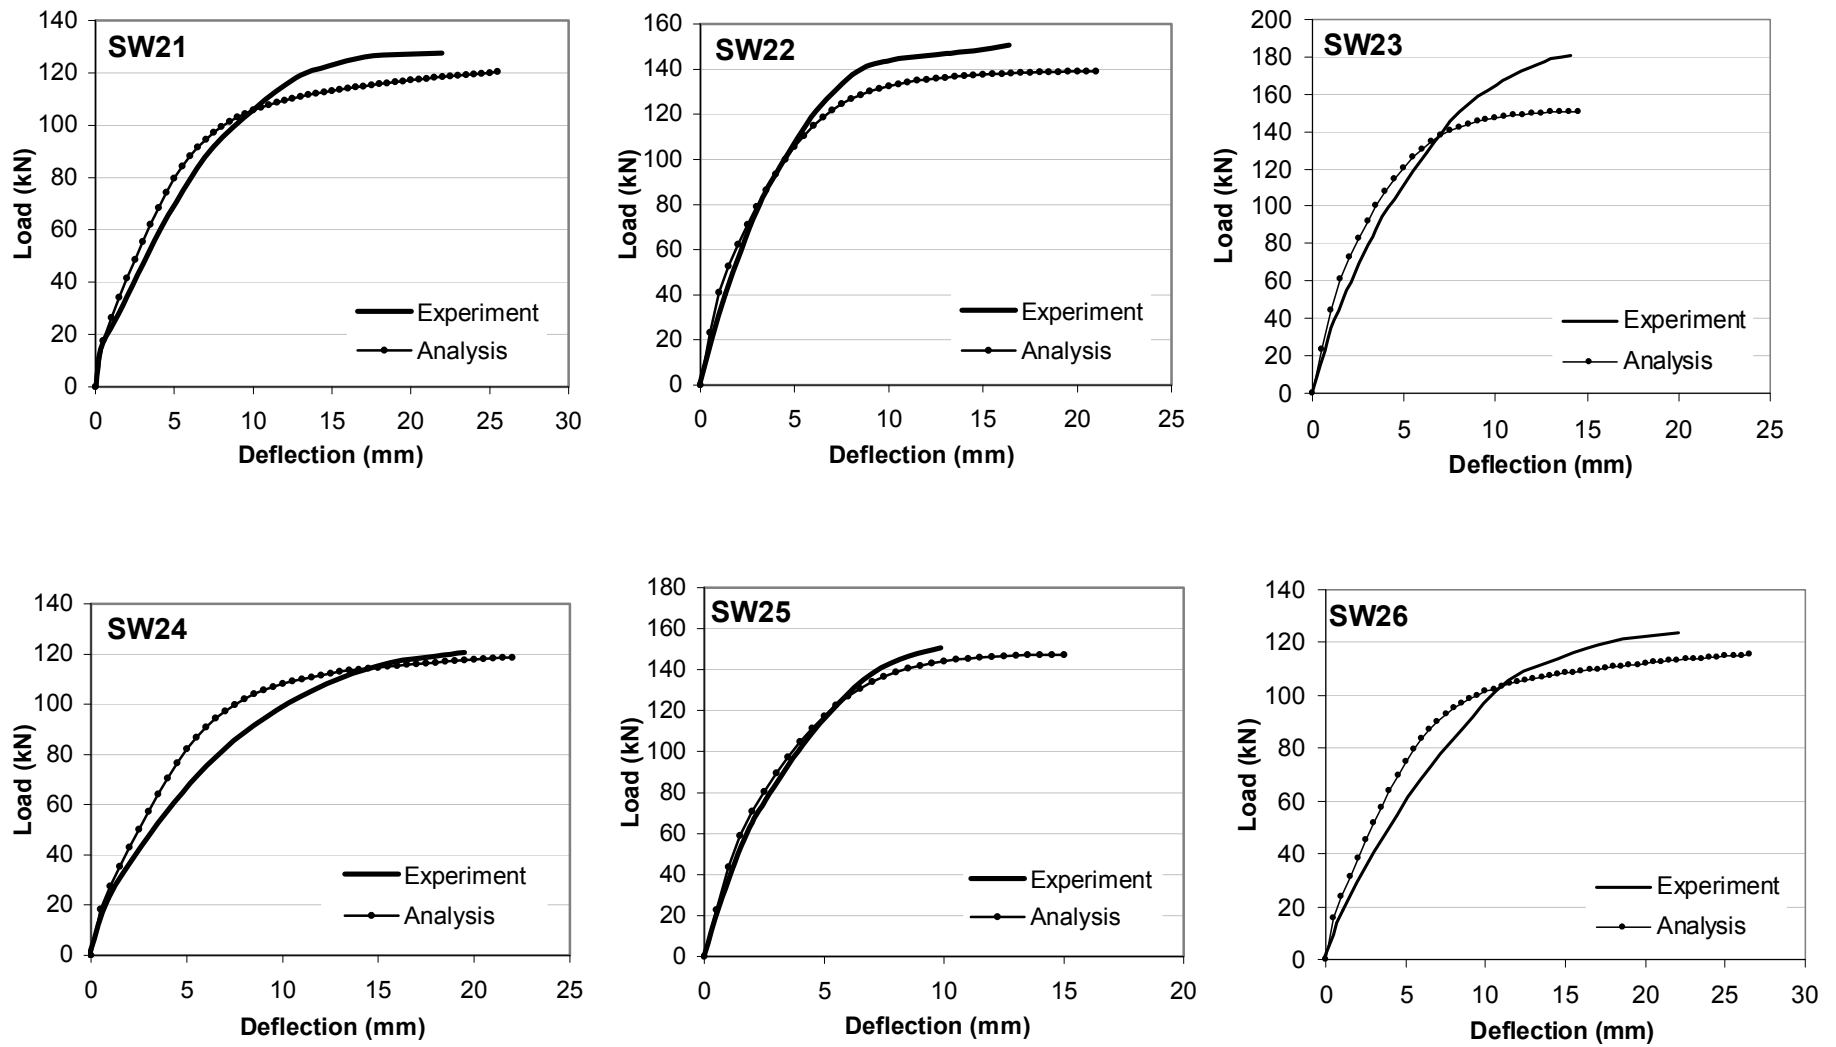 SW21
140
120
100
80
60
40
20
0
Load (kN)
Experiment
Analysis
0 5 10 15 20 25 30
Deflection (mm)
SW22
160
140
120
100
80
60
40
20
0
Load (kN)
Experiment
Analysis
0 5 10 15 20 25
Deflection (mm)
SW23
200
180
160
140
120
100
80
60
40
20
0
Load (kN)
Experiment
Analysis
0 5 10 15 20 25
Deflection (mm)
SW24
140
120
100
80
60
40
20
0
Load (kN)
Experiment
Analysis
0 5 10 15 20 25
Deflection (mm)
SW25
180
160
140
120
100
80
60
40
20
0
Load (kN)
Experiment
Analysis
0 5 10 15 20
Deflection (mm)
SW26
140
120
100
80
60
40
20
0
Load (kN)
Experiment
Analysis
0 5 10 15 20 25 30
Deflection (mm)